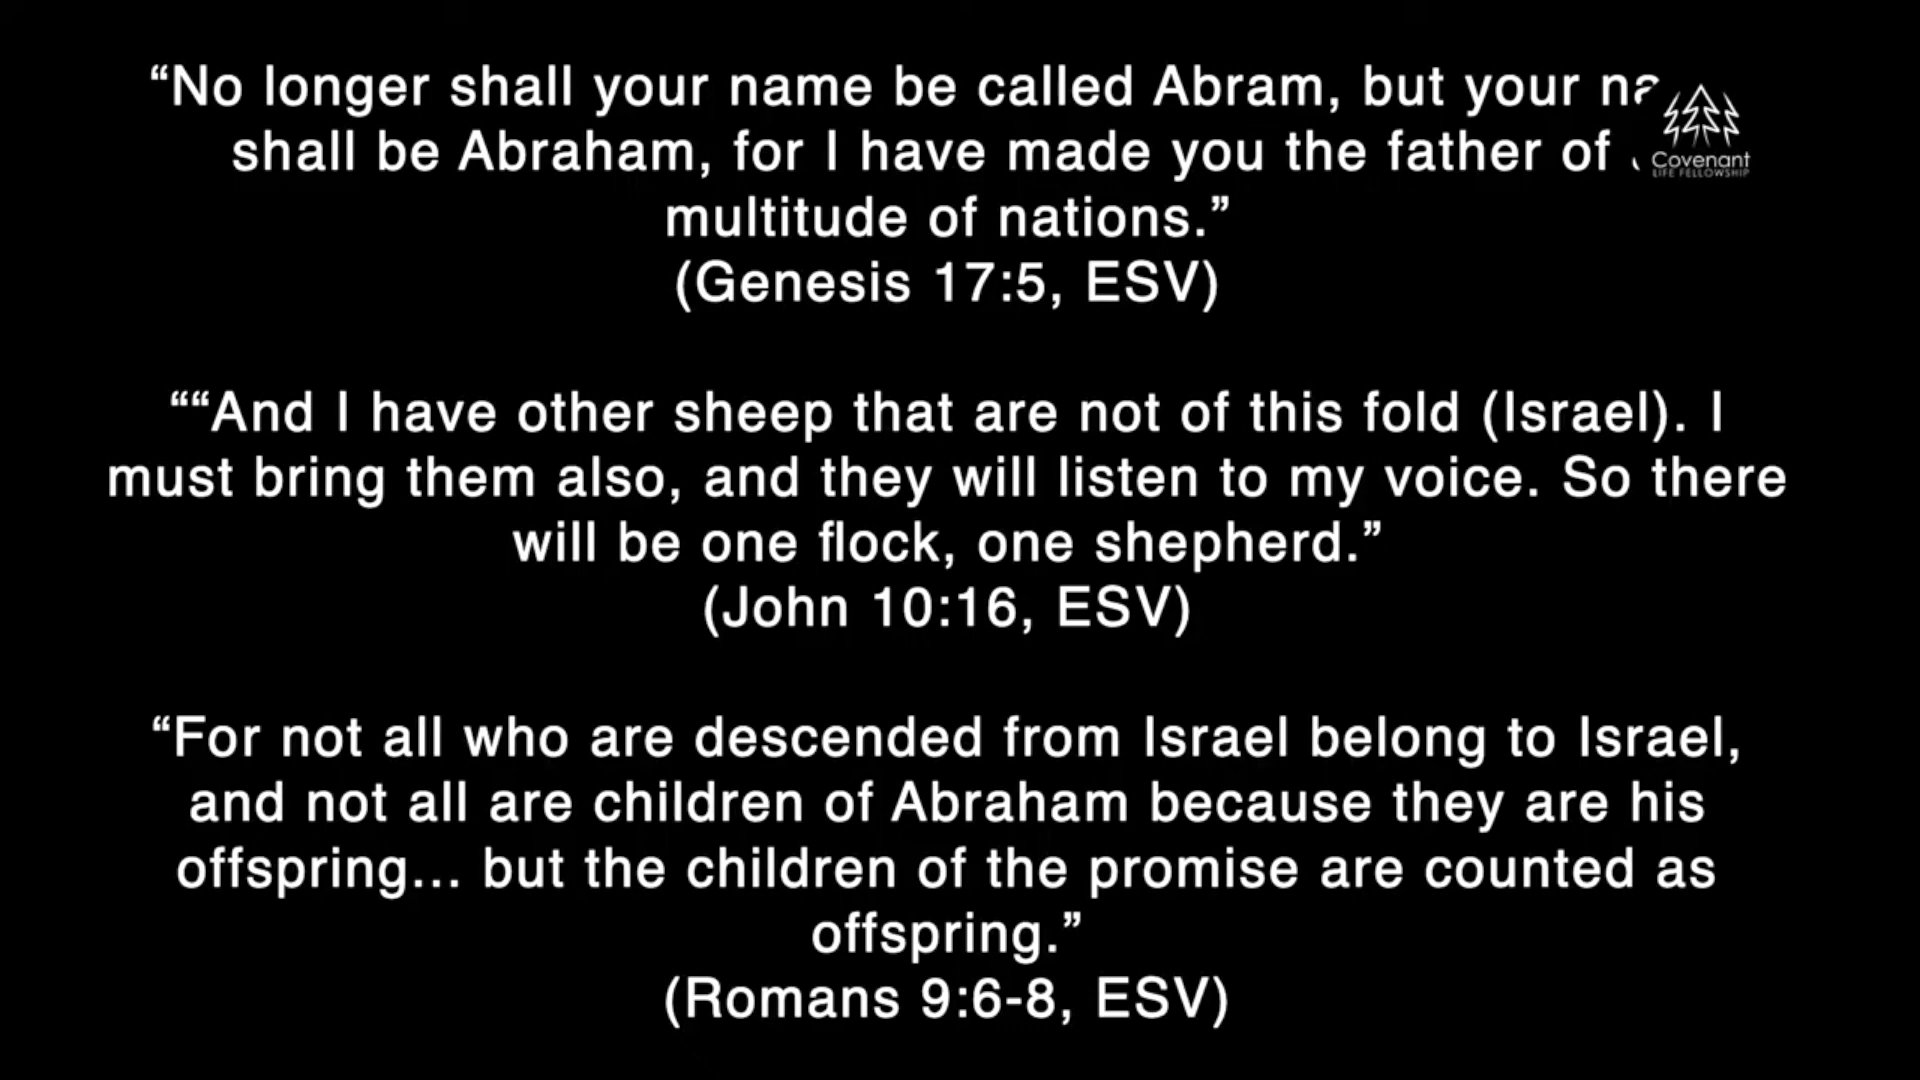 “No longer shall your name be called Abram, but your
shall be Abraham, for I have made you the father of
multitude of nations.”
(Genesis 17:5, ESV)
““And I have other sheep that are not of this fold (Israel). I
must bring them also, and they will listen to my voice. So there
will be one flock, one shepherd.”
(John 10:16, ESV)
“For not all who are descended from Israel belong to Israel,
and not all are children of Abraham because they are his
offspring... but the children of the promise are counted as
offspring.”
(Romans 9:6-8, ESV)
Covenant
LIFE FELLOWSHIP